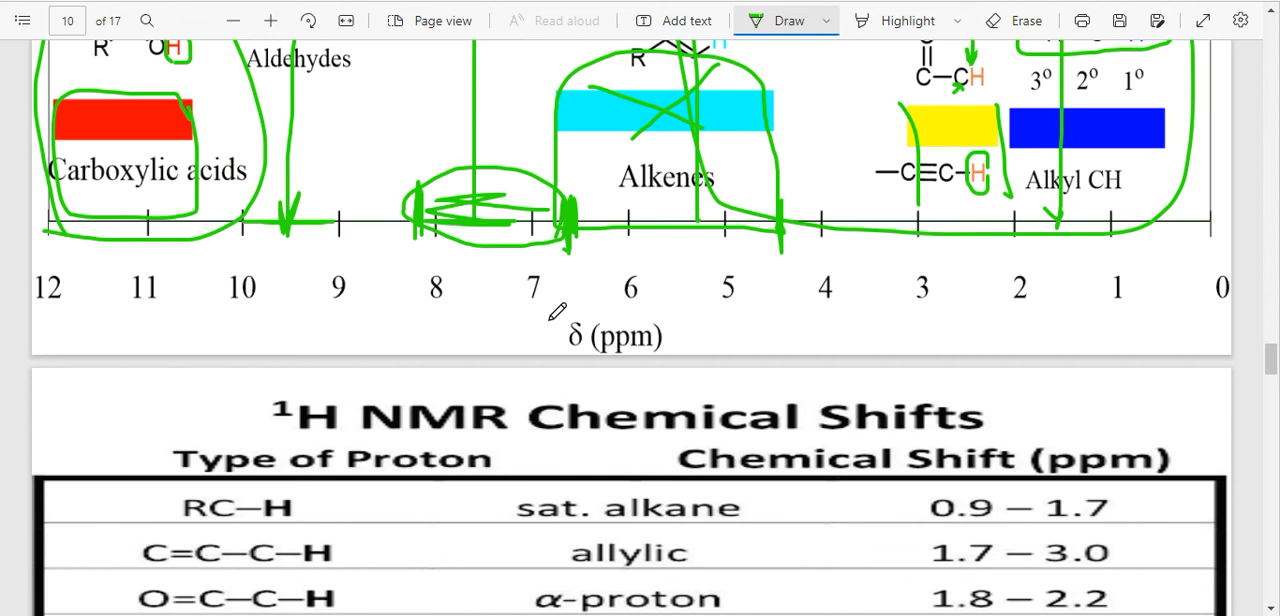 10 of 17 Page view Read aloud Add text Draw Highlight Erase
R OH
Aldehydes
R H
C—CH
3º 2º 1º
Carboxylic acids
Alkenes
—C≡C—H
Alkyl CH
12 11 10 9 8 7 6 5 4 3 2 1 0
δ (ppm)
¹H NMR Chemical Shifts
Type of Proton Chemical Shift (ppm)
RC—H sat. alkane 0.9 – 1.7
C=C—C—H allylic 1.7 – 3.0
O=C—C—H α-proton 1.8 – 2.2